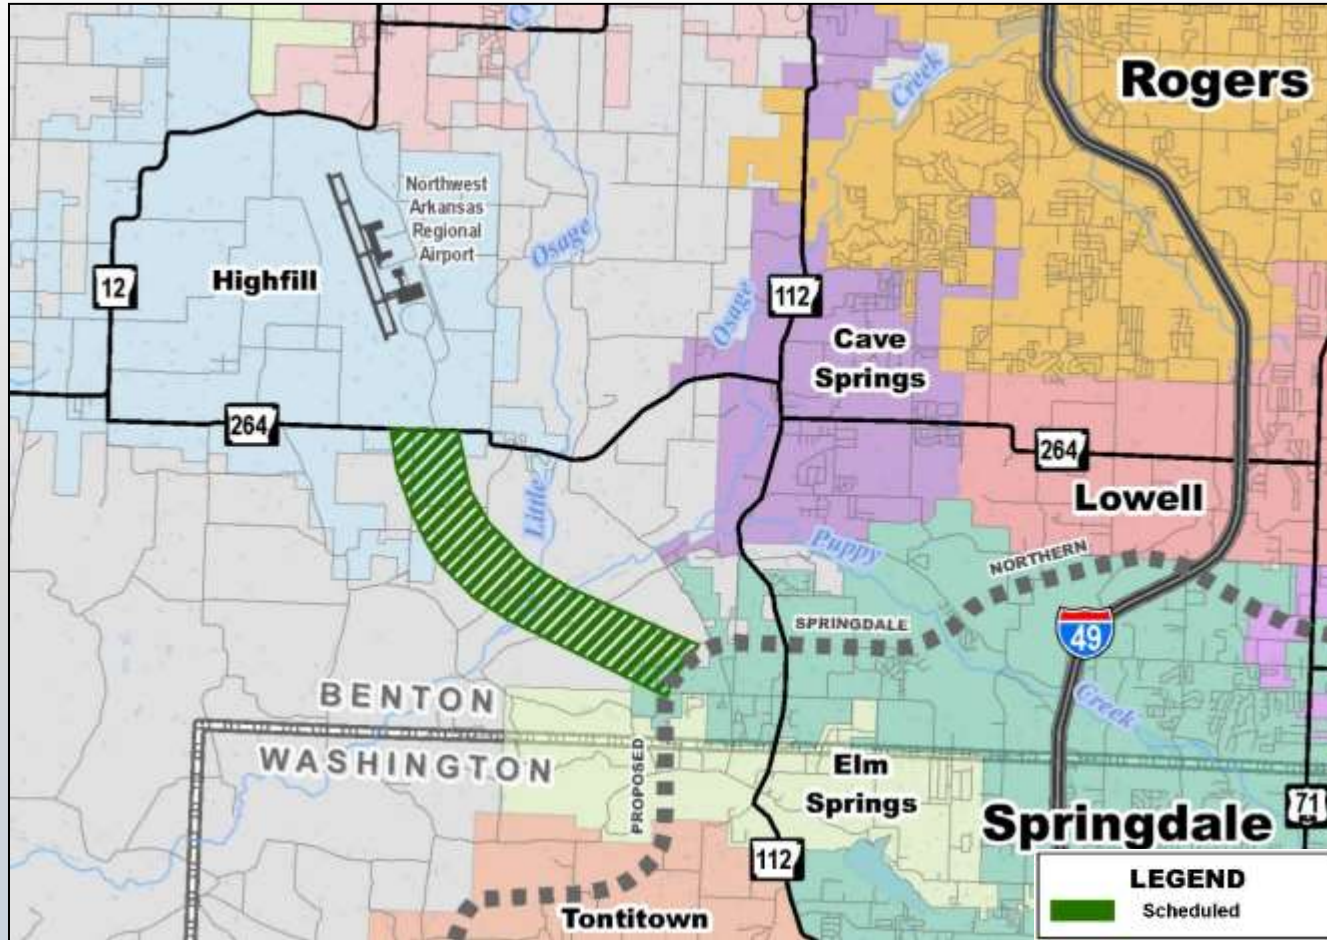 Cr
Creek
Rogers
Northwest
Arkansas
Regional
Airport
Osage
Highfill
12
112
Osage
Cave
Springs
264
264
Lowell
Little
Puppy
NORTHERN
SPRINGDALE
49
BENTON
WASHINGTON
PROPOSED
Creek
Elm
Springs
Springdale
71
112
Tontitown
LEGEND
Scheduled